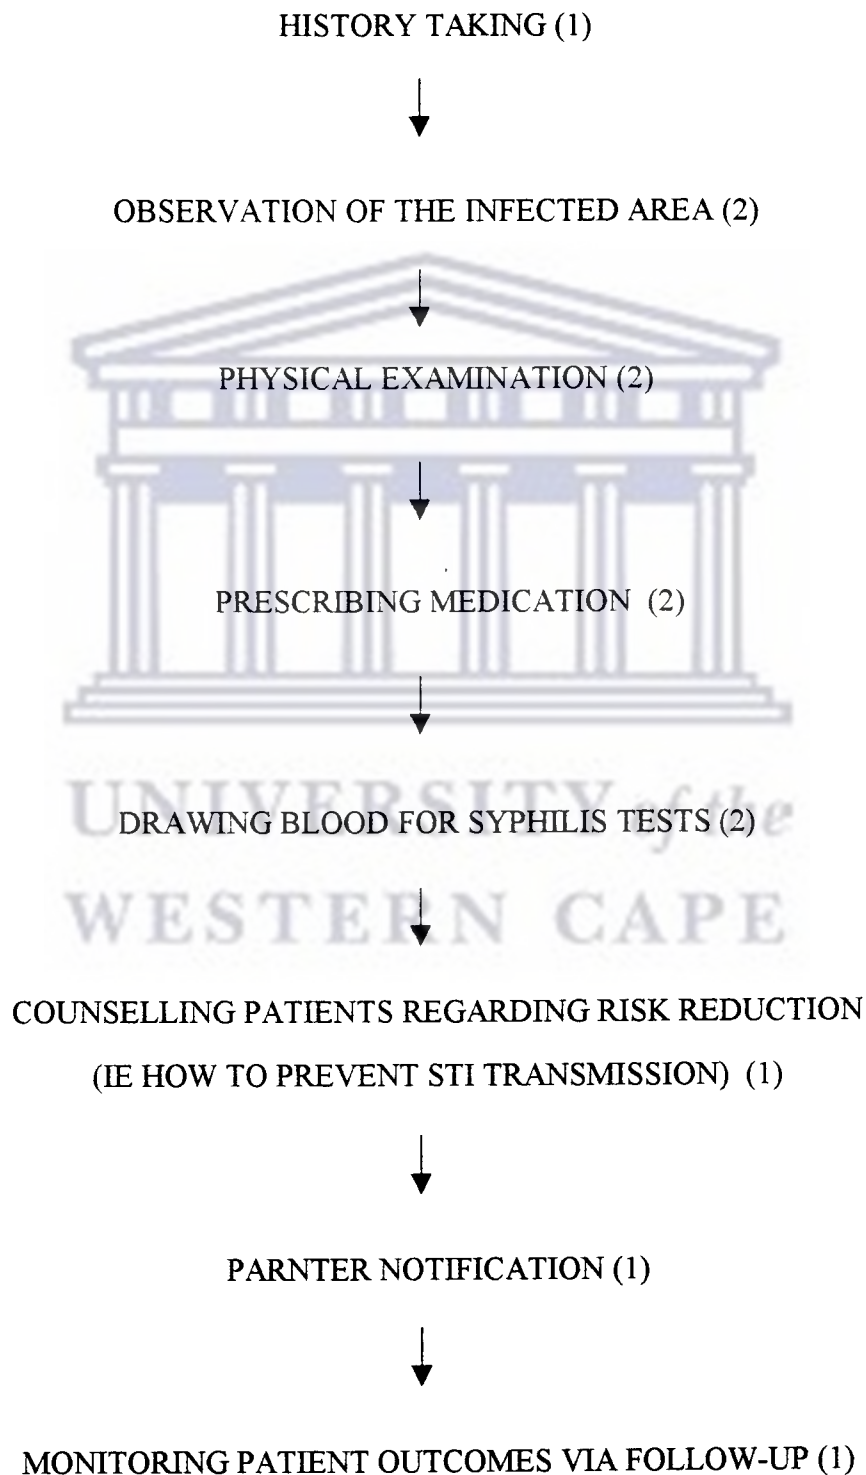 HISTORY TAKING (1)
OBSERVATION OF THE INFECTED AREA (2)
PHYSICAL EXAMINATION (2)
PRESCRIBING MEDICATION (2)
DRAWING BLOOD FOR SYPHILIS TESTS (2)
UNIVERSITY of the
WESTERN CAPE
COUNSELLING PATIENTS REGARDING RISK REDUCTION
(IE HOW TO PREVENT STI TRANSMISSION) (1)
PARNTER NOTIFICATION (1)
MONITORING PATIENT OUTCOMES VIA FOLLOW-UP (1)